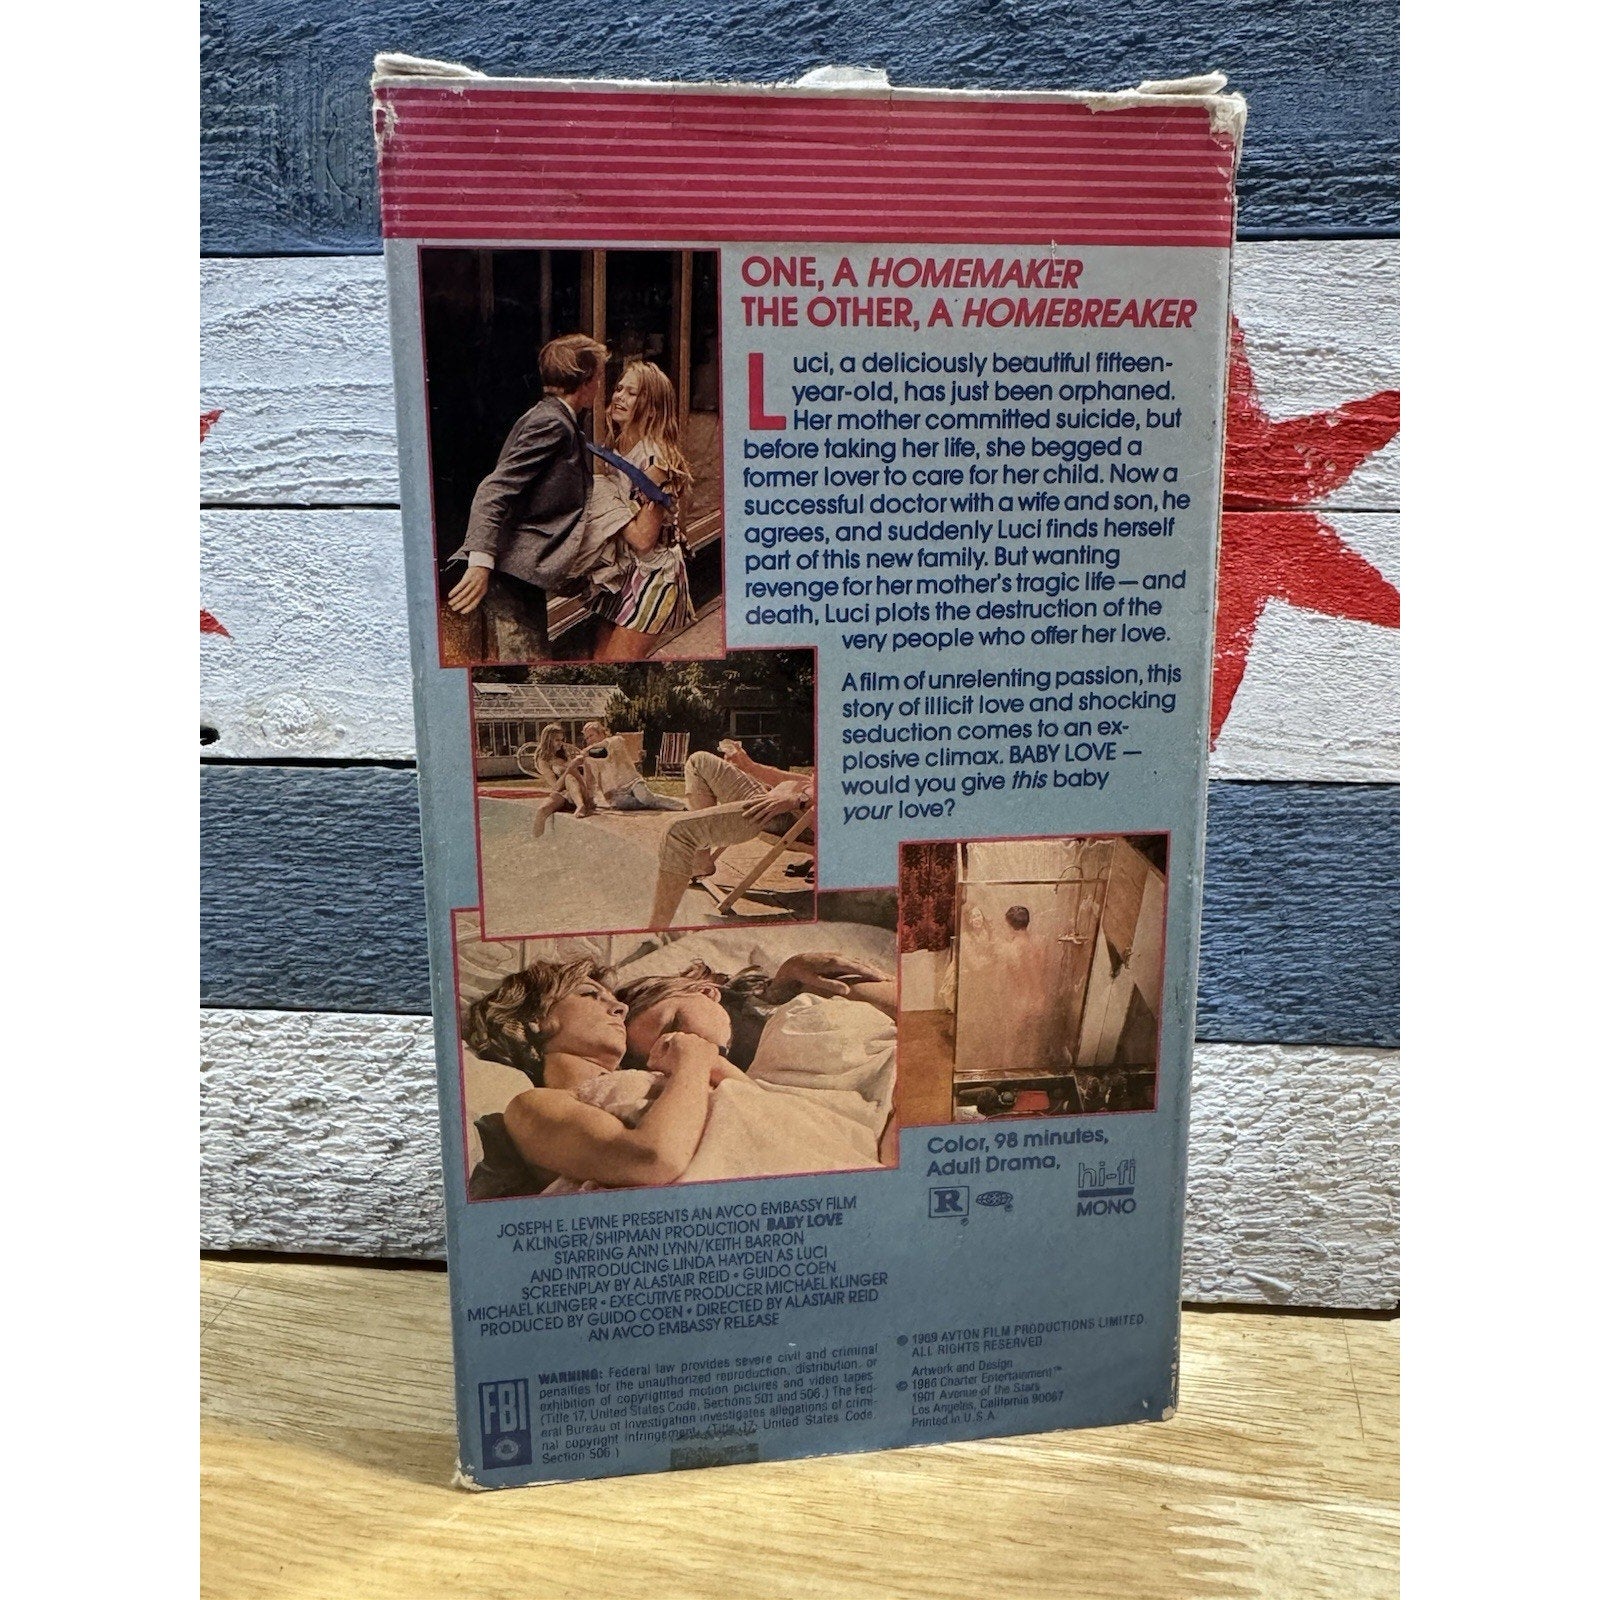 ONE, A HOMEMAKER
THE OTHER, A HOMEBREAKER
Luci, a deliciously beautiful fifteen-
year-old, has just been orphaned.
Her mother committed suicide, but
before taking her life, she begged a
former lover to care for her child. Now a
successful doctor with a wife and son, he
agrees, and suddenly Luci finds herself
part of this new family. But wanting
revenge for her mother's tragic life — and
death, Luci plots the destruction of the
very people who offer her love.
A film of unrelenting passion, this
story of illicit love and shocking
seduction comes to an ex-
plosive climax. BABY LOVE —
would you give this baby
your love?
Color, 98 minutes,
Adult Drama,
R
hi-fi
MONO
JOSEPH E. LEVINE PRESENTS AN AVCO EMBASSY FILM
A KLINGER/SHIPMAN PRODUCTION BABY LOVE
STARRING ANN LYNN/KEITH BARRON
AND INTRODUCING LINDA HAYDEN AS LUCI
SCREENPLAY BY ALASTAIR REID • GUIDO COEN
MICHAEL KLINGER • EXECUTIVE PRODUCER MICHAEL KLINGER
PRODUCED BY GUIDO COEN • DIRECTED BY ALASTAIR REID
AN AVCO EMBASSY RELEASE
© 1969 AVTON FILM PRODUCTIONS LIMITED.
ALL RIGHTS RESERVED
Artwork and Design
© 1986 Charter Entertainment™
1901 Avenue of the Stars
Los Angeles, California 90067
Printed in U.S.A.
FBI
WARNING: Federal law provides severe civil and criminal
penalties for the unauthorized reproduction, distribution, or
exhibition of copyrighted motion pictures and video tapes
(Title 17, United States Code, Sections 501 and 506.) The Fed-
eral Bureau of Investigation investigates allegations of crimi-
nal copyright infringement. (Title 17, United States Code,
Section 506.)